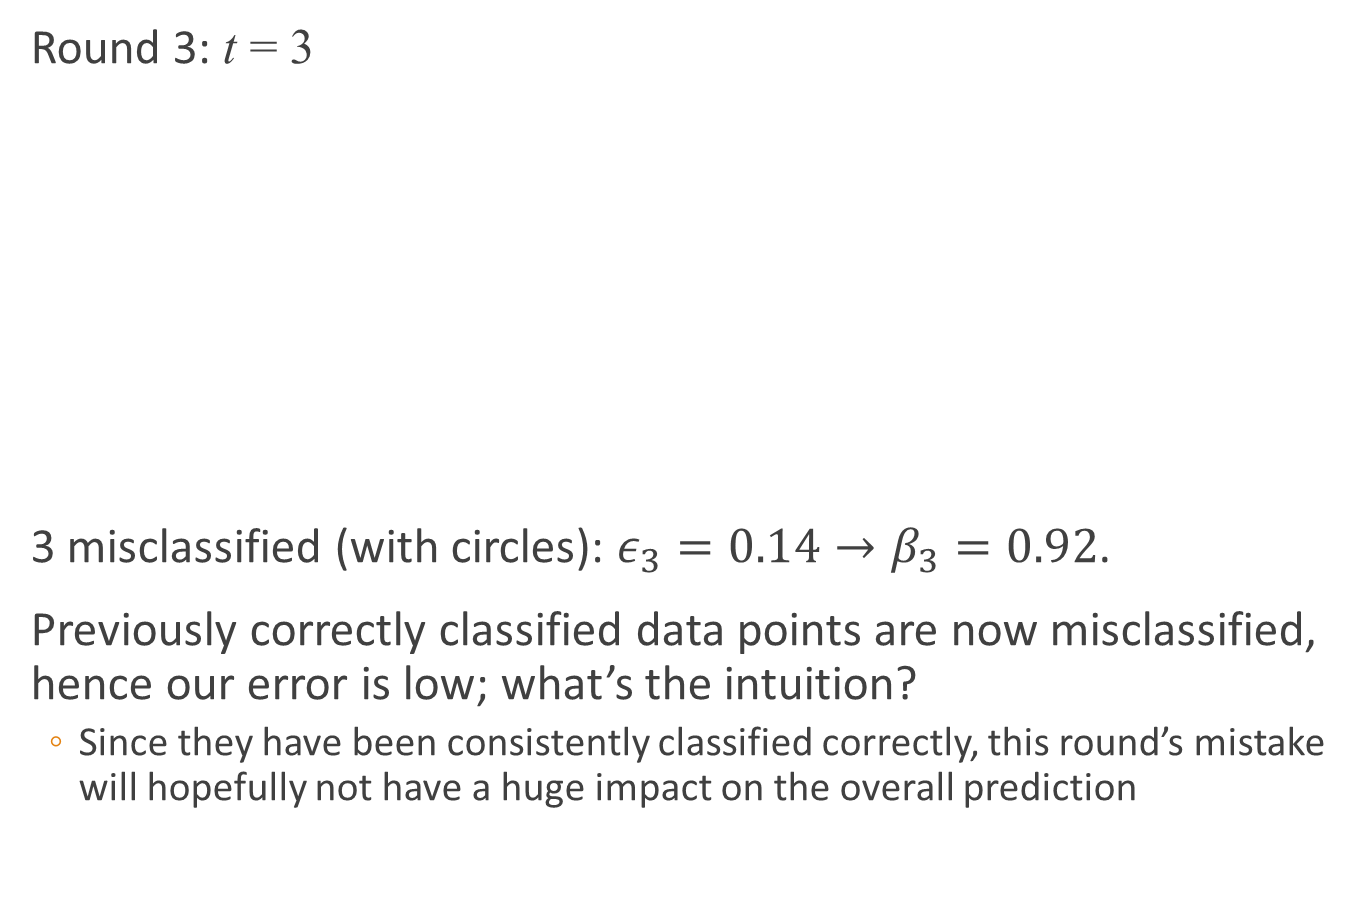 Round 3: t = 3
3 misclassified (with circles): ϵ₃ = 0.14 → β₃ = 0.92.
Previously correctly classified data points are now misclassified,
hence our error is low; what’s the intuition?
◦ Since they have been consistently classified correctly, this round’s mistake
will hopefully not have a huge impact on the overall prediction